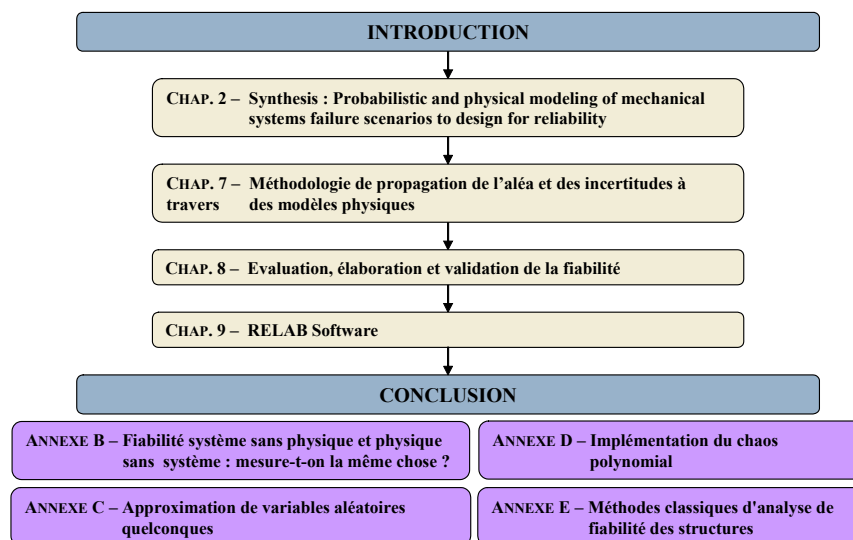 INTRODUCTION
CHAP. 2 – Synthesis : Probabilistic and physical modeling of mechanical
systems failure scenarios to design for reliability
CHAP. 7 – Méthodologie de propagation de l'aléa et des incertitudes à
travers des modèles physiques
CHAP. 8 – Evaluation, élaboration et validation de la fiabilité
CHAP. 9 – RELAB Software
CONCLUSION
ANNEXE B – Fiabilité système sans physique et physique
sans système : mesure-t-on la même chose ?
ANNEXE D – Implémentation du chaos
polynomial
ANNEXE C – Approximation de variables aléatoires
quelconques
ANNEXE E – Méthodes classiques d'analyse de
fiabilité des structures